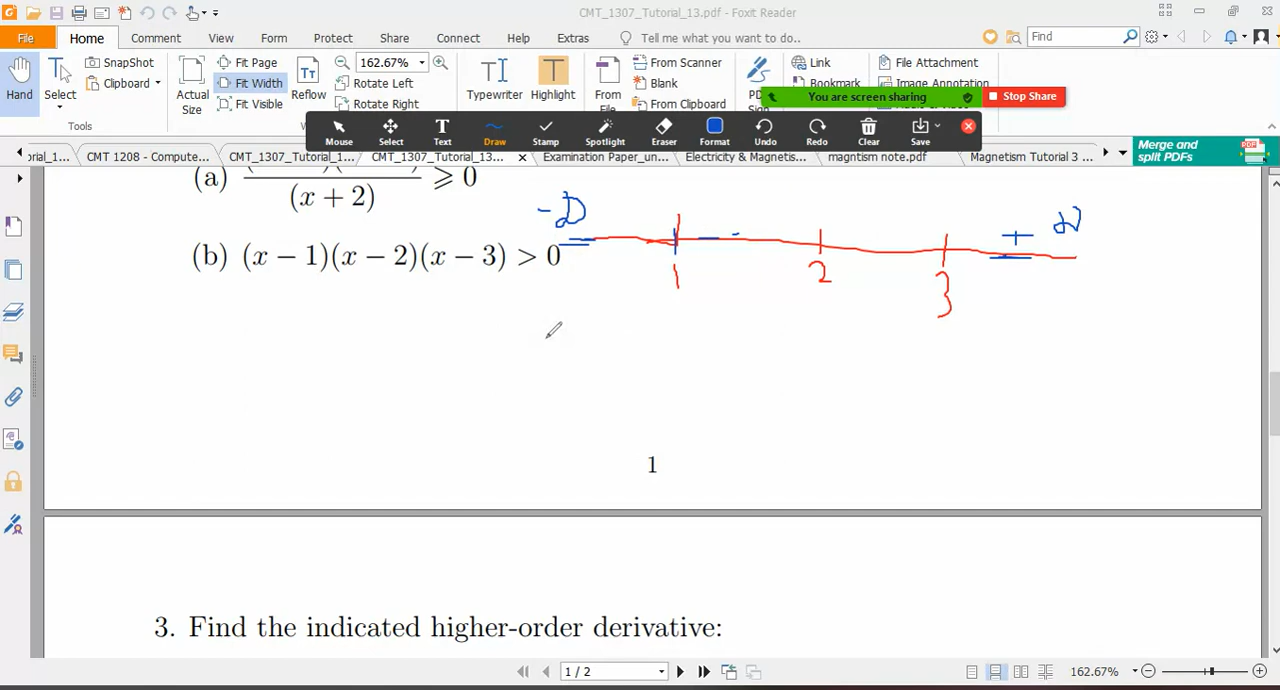 CMT_1307_Tutorial_13.pdf - Foxit Reader
File Home Comment View Form Protect Share Connect Help Extras Tell me what you want to do.. Find
Hand Select SnapShot Clipboard Actual Size Fit Page Fit Width Fit Visible Reflow 162.67% Rotate Left Rotate Right Typewriter Highlight From File From Scanner Blank From Clipboard Link Bookmark File Attachment Image Annotation
Tools
You are screen sharing Stop Share
Mouse Select Text Draw Stamp Spotlight Eraser Format Undo Redo Clear Save
orial_1... CMT 1208 - Compute... CMT_1307_Tutorial_1... CMT_1307_Tutorial_13... Examination Paper_un... Electricity & Magnetis... magntism note.pdf Magnetism Tutorial 3 ...
Merge and split PDFs
(a) (x + 2) ⩾ 0
(b) (x − 1)(x − 2)(x − 3) > 0
+
1 2 3
1
3. Find the indicated higher-order derivative:
1 / 2 162.67%